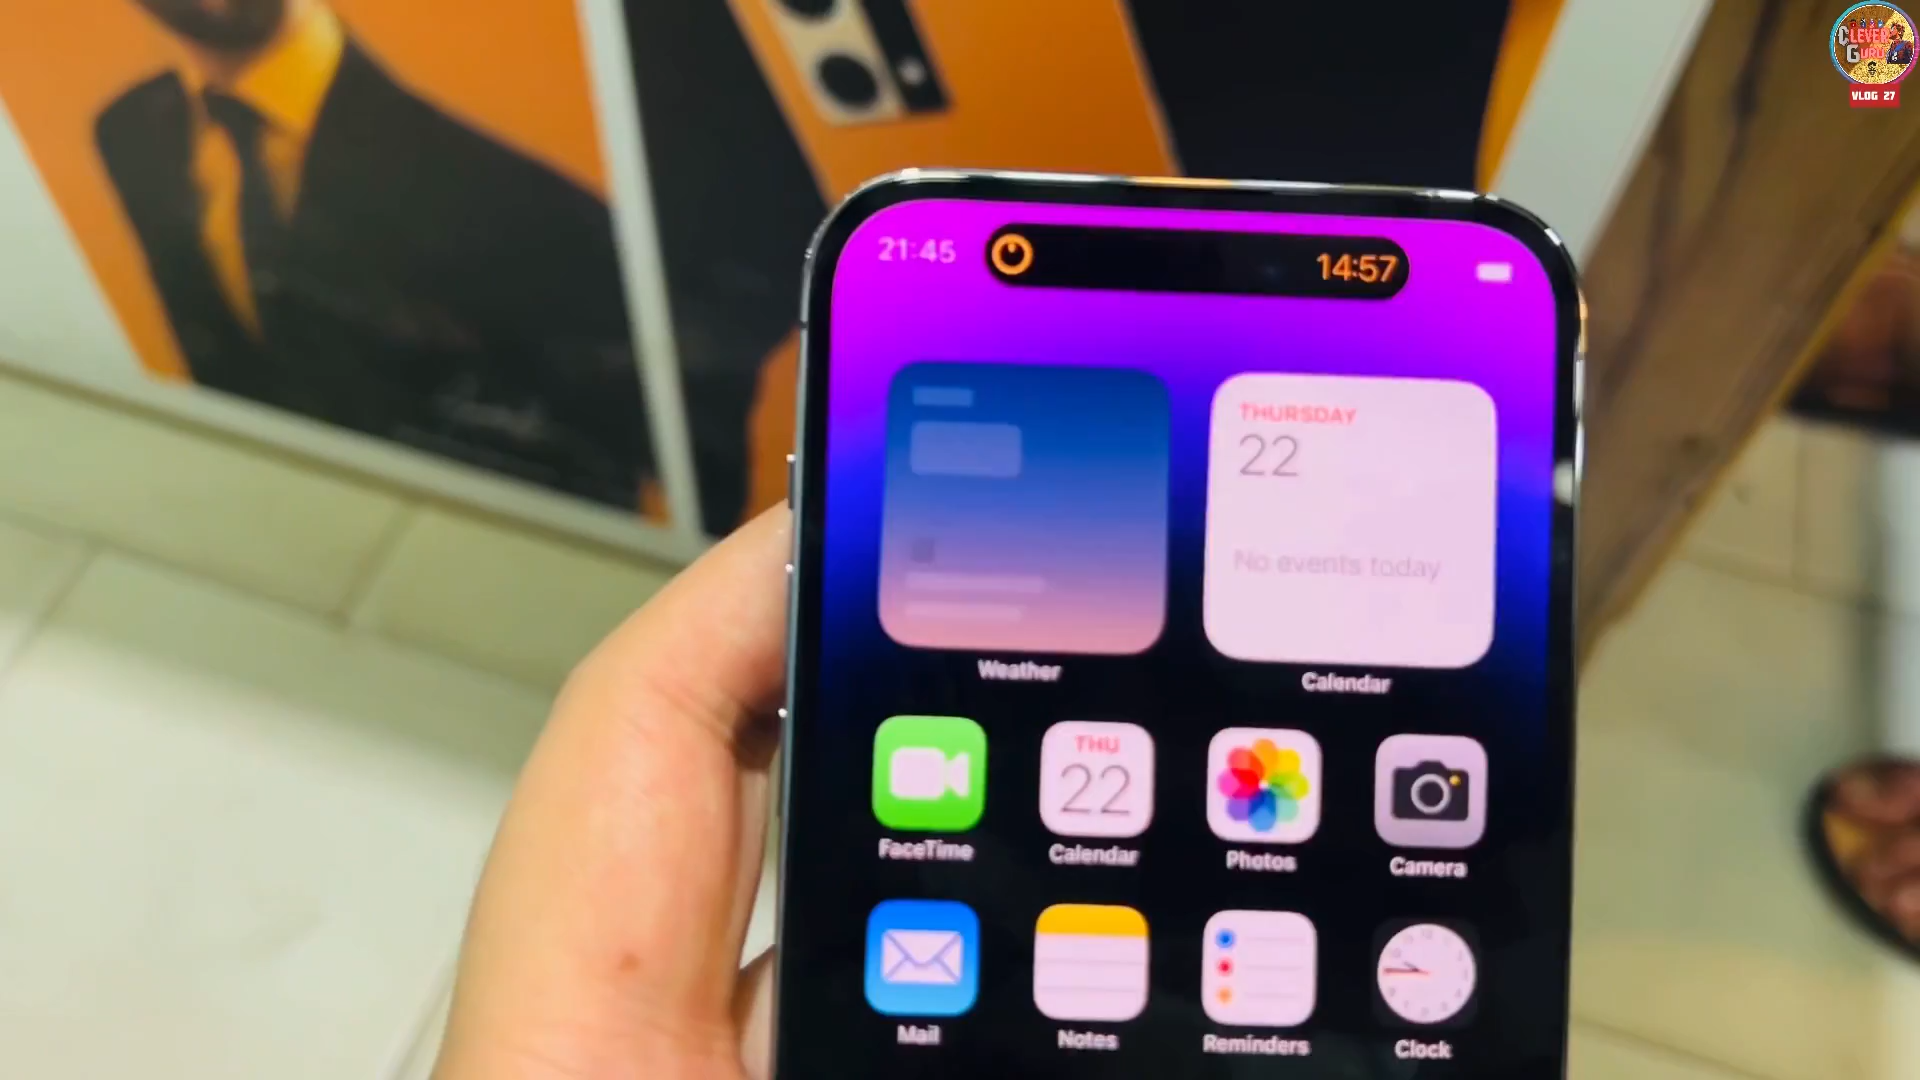 CLEVER
GURU
VLOG 27
21:45
14:57
THURSDAY
22
No events today
Weather
Calendar
THU
22
FaceTime
Calendar
Photos
Camera
Mail
Notes
Reminders
Clock